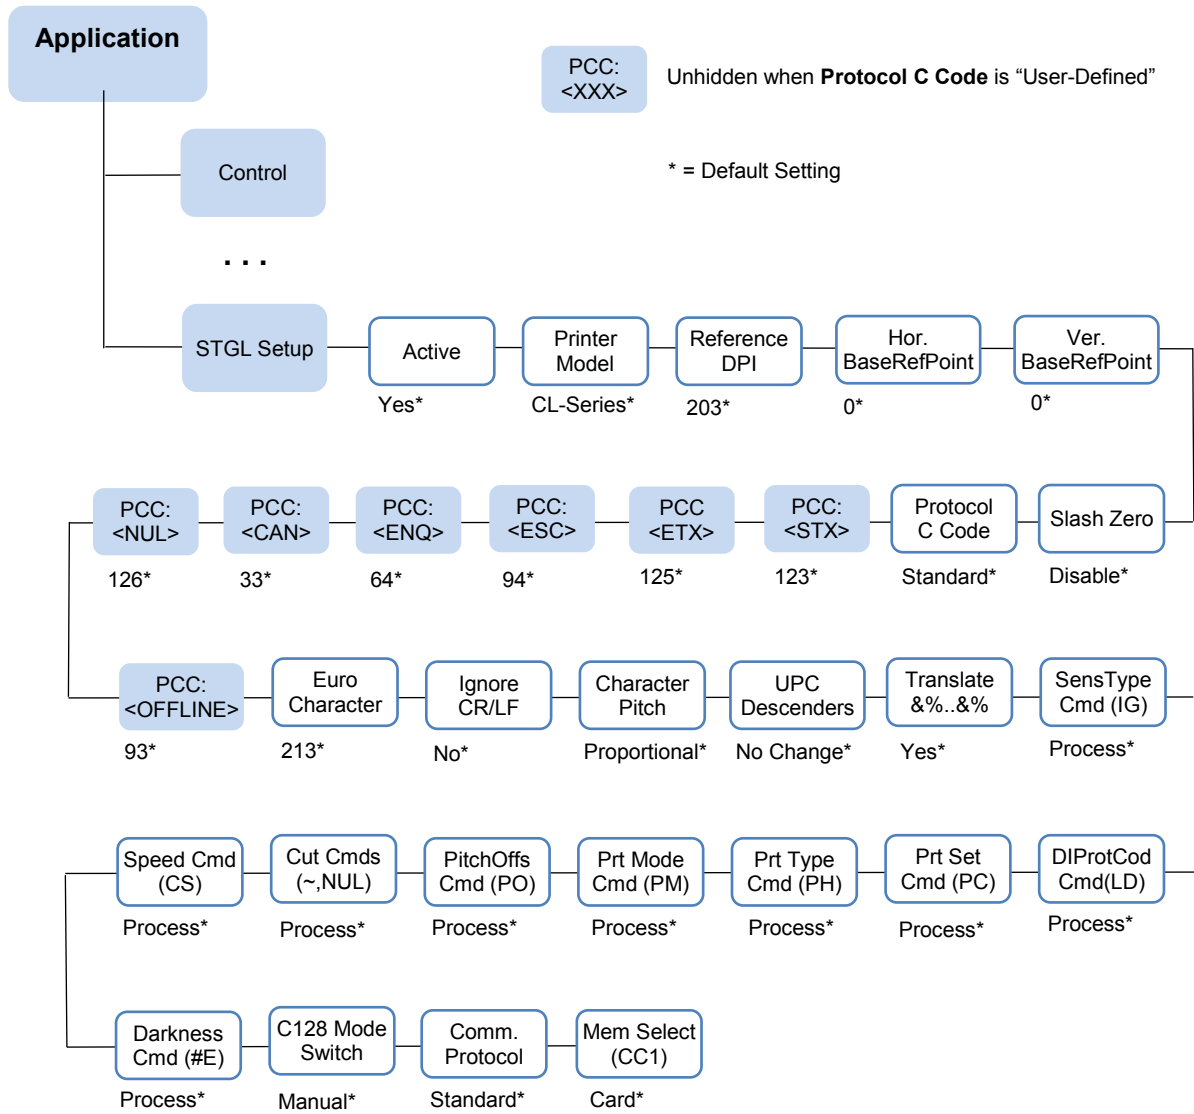 Application
PCC:
<XXX>
Unhidden when Protocol C Code is “User-Defined”
* = Default Setting
Control
. . .
STGL Setup
Active
Yes*
Printer
Model
CL-Series*
Reference
DPI
203*
Hor.
BaseRefPoint
0*
Ver.
BaseRefPoint
0*
PCC:
<NUL>
126*
PCC:
<CAN>
33*
PCC:
<ENQ>
64*
PCC:
<ESC>
94*
PCC
<ETX>
125*
PCC:
<STX>
123*
Protocol
C Code
Standard*
Slash Zero
Disable*
PCC:
<OFFLINE>
93*
Euro
Character
213*
Ignore
CR/LF
No*
Character
Pitch
Proportional*
UPC
Descenders
No Change*
Translate
&%..&%
Yes*
SensType
Cmd (IG)
Process*
Speed Cmd
(CS)
Process*
Cut Cmds
(~,NUL)
Process*
PitchOffs
Cmd (PO)
Process*
Prt Mode
Cmd (PM)
Process*
Prt Type
Cmd (PH)
Process*
Prt Set
Cmd (PC)
Process*
DIProtCod
Cmd(LD)
Process*
Darkness
Cmd (#E)
Process*
C128 Mode
Switch
Manual*
Comm.
Protocol
Standard*
Mem Select
(CC1)
Card*